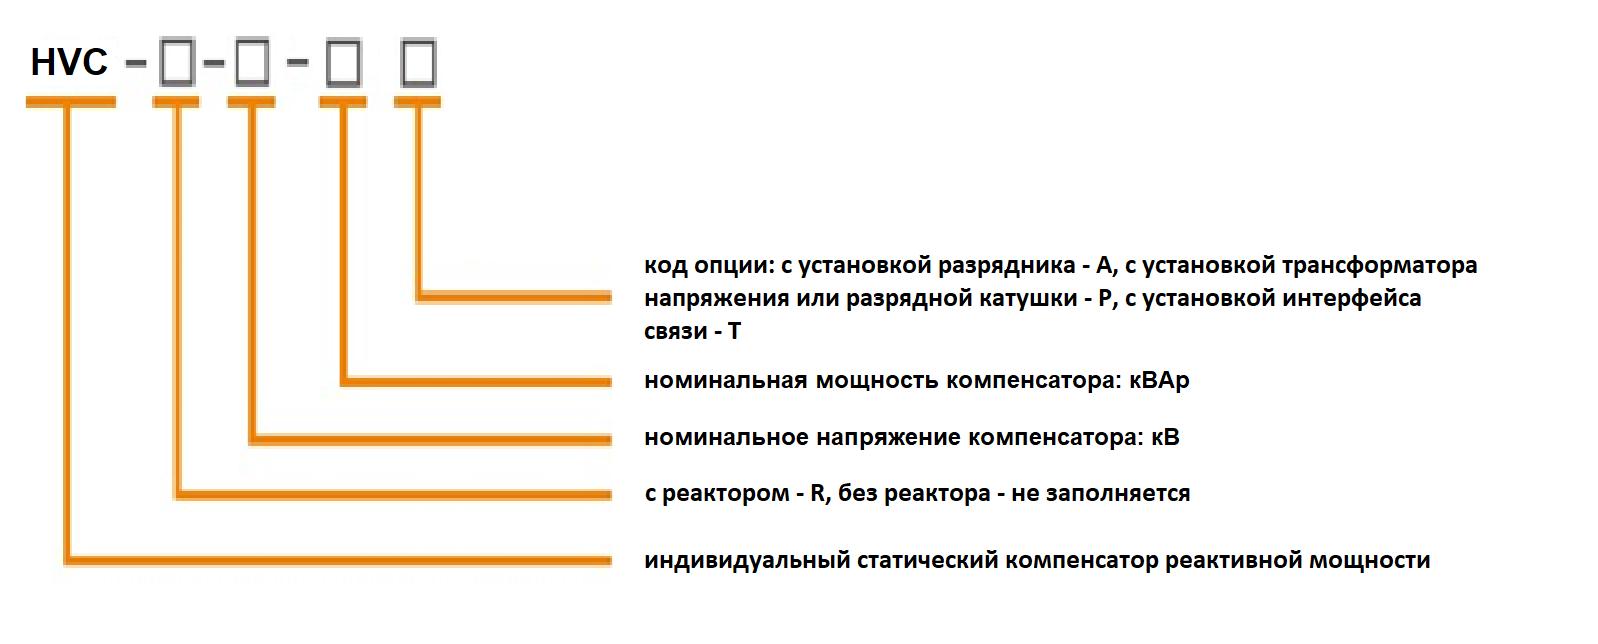 HVC - □ - □ - □ □
код опции: с установкой разрядника - А, с установкой трансформатора
напряжения или разрядной катушки - Р, с установкой интерфейса
связи - Т
номинальная мощность компенсатора: кВАр
номинальное напряжение компенсатора: кВ
с реактором - R, без реактора - не заполняется
индивидуальный статический компенсатор реактивной мощности